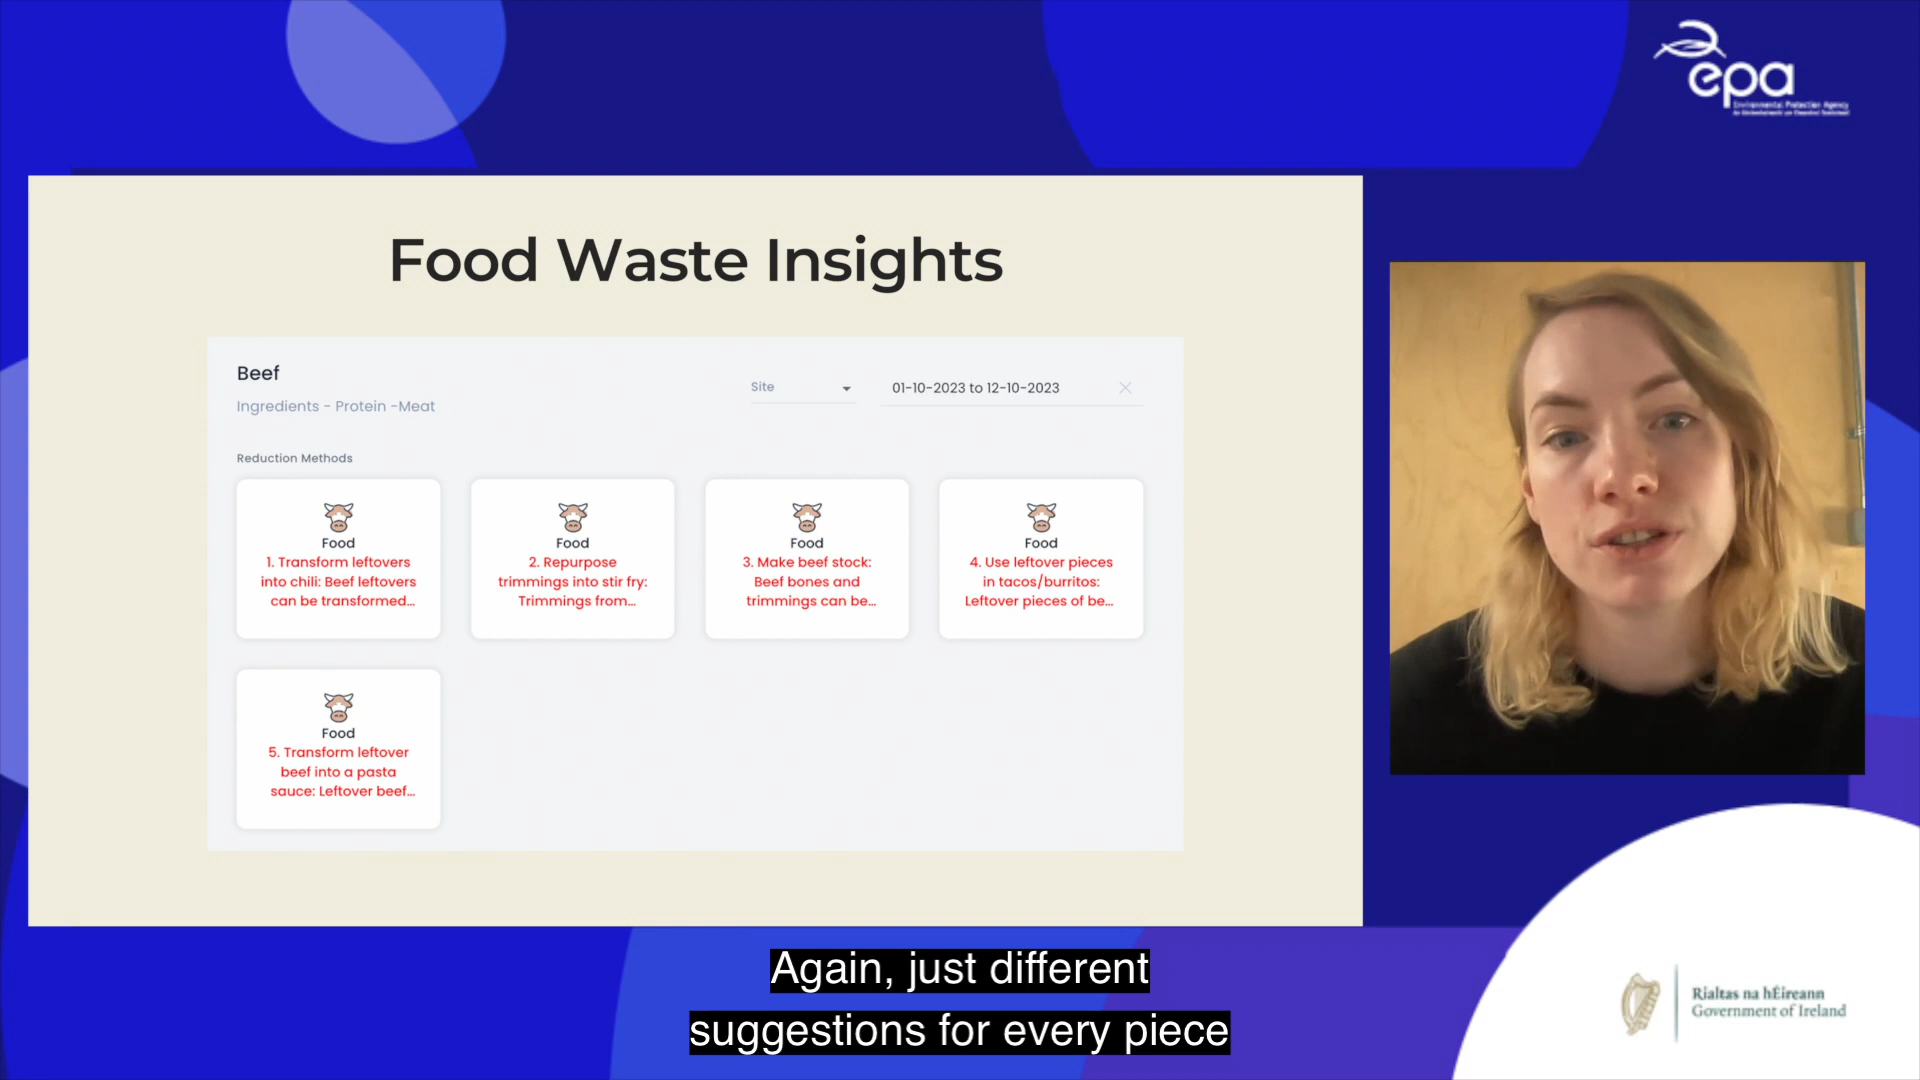 epa
Environmental Protection Agency
Food Waste Insights
Beef
Ingredients - Protein -Meat
Site
01-10-2023 to 12-10-2023
Reduction Methods
Food
1. Transform leftovers
into chili: Beef leftovers
can be transformed...
Food
2. Repurpose
trimmings into stir fry:
Trimmings from...
Food
3. Make beef stock:
Beef bones and
trimmings can be...
Food
4. Use leftover pieces
in tacos/burritos:
Leftover pieces of be...
Food
5. Transform leftover
beef into a pasta
sauce: Leftover beef...
Again, just different
suggestions for every piece
Rialtas na hÉireann
Government of Ireland